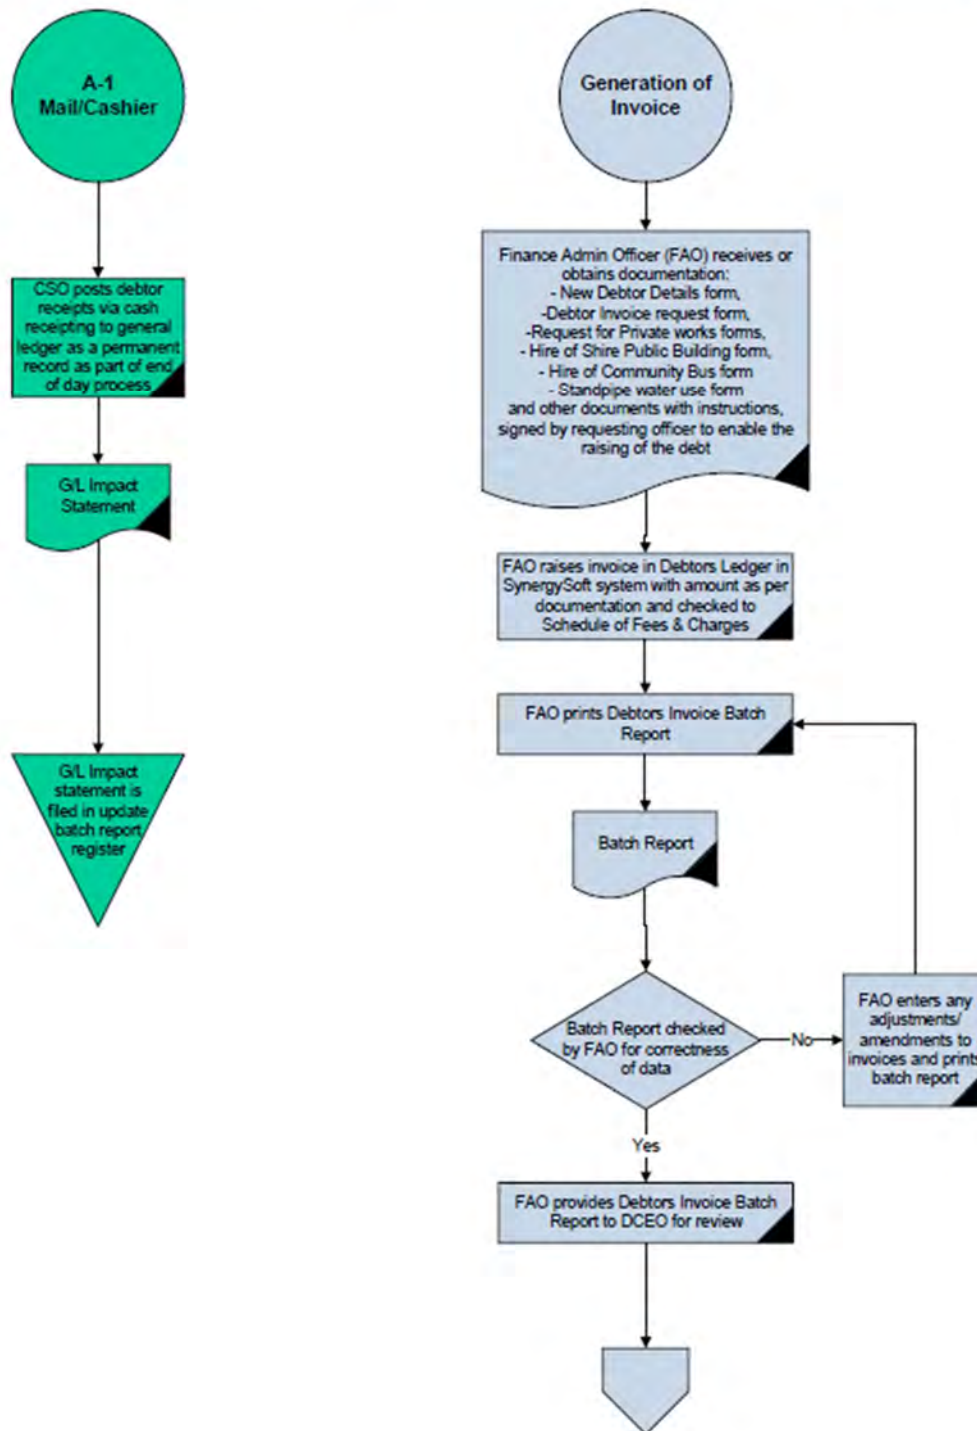 A-1
Mail/Cashier
CSO posts debtor
receipts via cash
receipting to general
ledger as a permanent
record as part of end
of day process
G/L Impact
Statement
G/L Impact
statement is
filed in update
batch report
register
Generation of
Invoice
Finance Admin Officer (FAO) receives or
obtains documentation:
- New Debtor Details form,
-Debtor Invoice request form,
-Request for Private works forms,
- Hire of Shire Public Building form,
- Hire of Community Bus form
- Standpipe water use form
and other documents with instructions,
signed by requesting officer to enable the
raising of the debt
FAO raises invoice in Debtors Ledger in
SynergySoft system with amount as per
documentation and checked to
Schedule of Fees & Charges
FAO prints Debtors Invoice Batch
Report
Batch Report
Batch Report checked
by FAO for correctness
of data
No
FAO enters any
adjustments/
amendments to
invoices and prints
batch report
Yes
FAO provides Debtors Invoice Batch
Report to DCEO for review